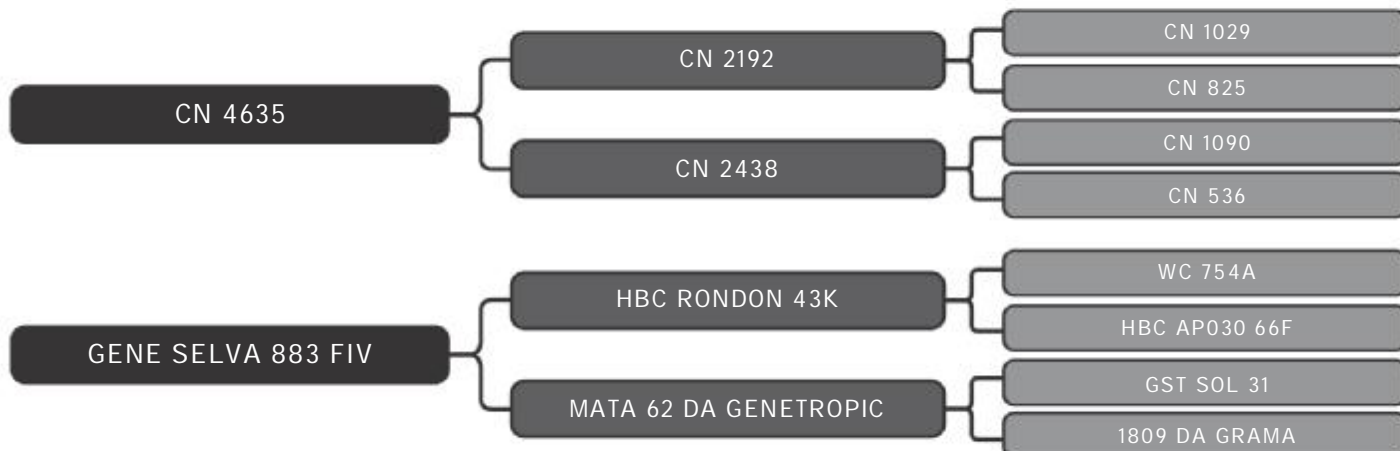 CN 4635
CN 2192
CN 1029
CN 825
CN 2438
CN 1090
CN 536
GENE SELVA 883 FIV
HBC RONDON 43K
WC 754A
HBC AP030 66F
MATA 62 DA GENETROPIC
GST SOL 31
1809 DA GRAMA